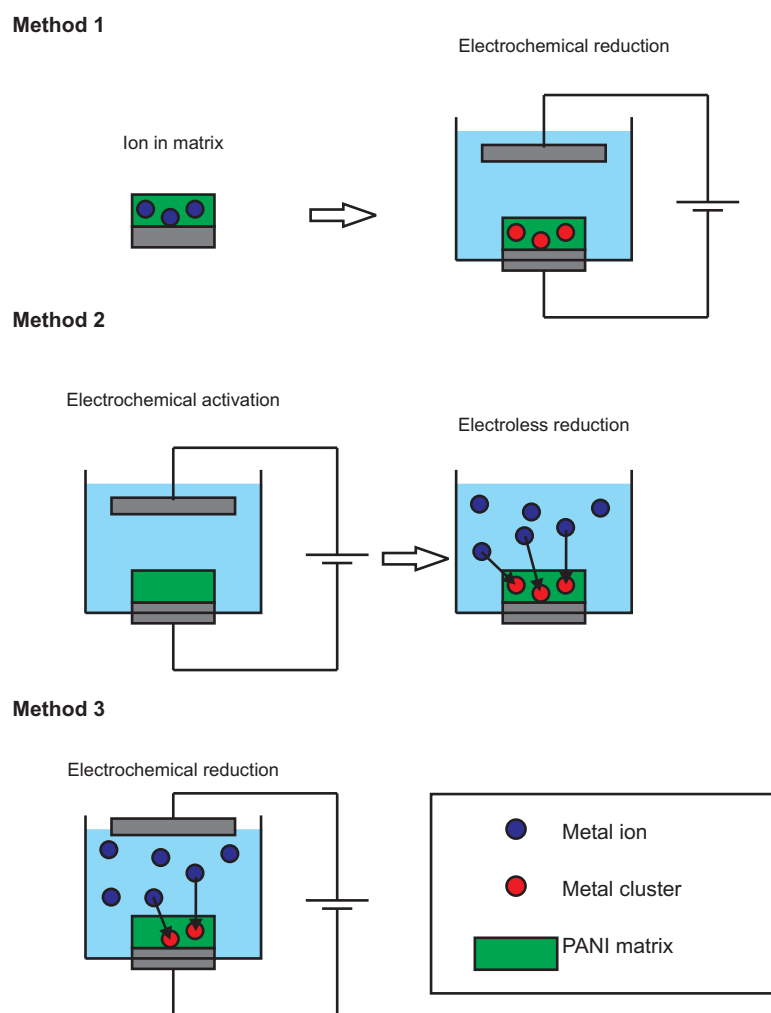 Method 1
Electrochemical reduction
Ion in matrix
Method 2
Electrochemical activation
Electroless reduction
Method 3
Electrochemical reduction
Metal ion
Metal cluster
PANI matrix